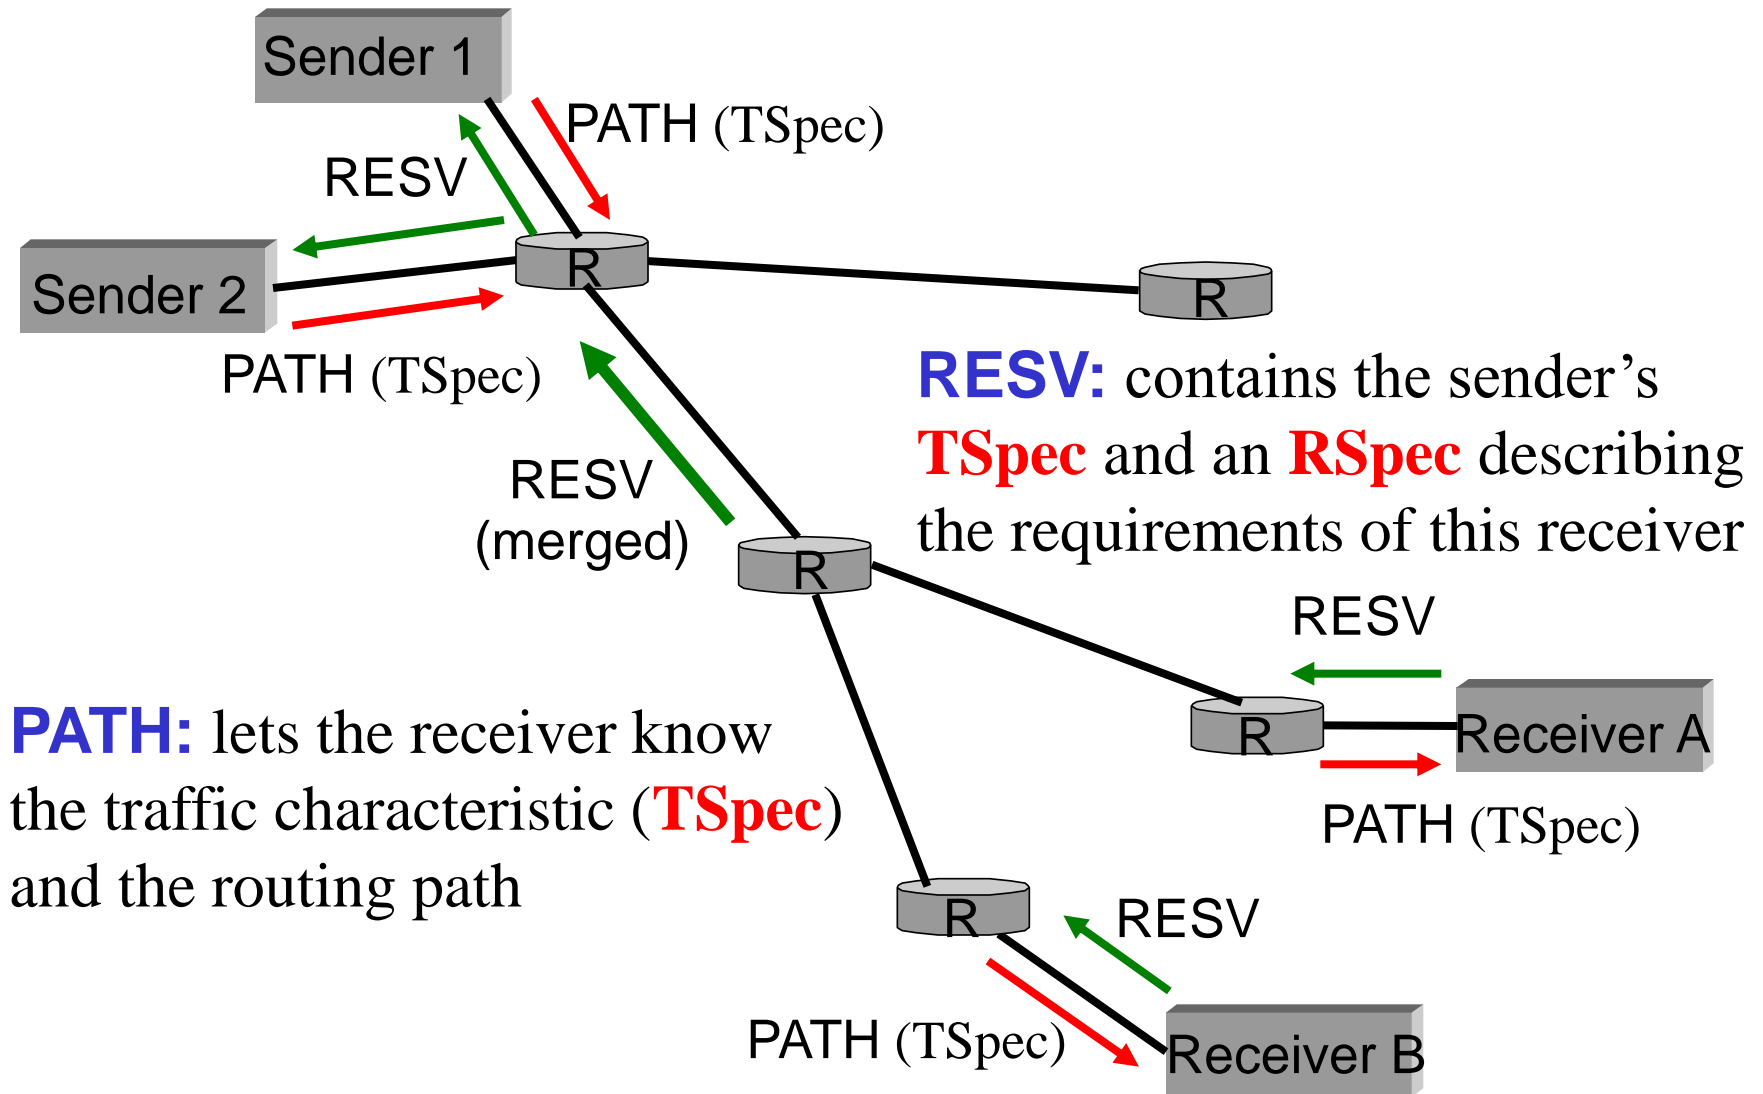 Sender 1
PATH (TSpec)
RESV
R
Sender 2
R
PATH (TSpec)
RESV: contains the sender’s
TSpec and an RSpec describing
the requirements of this receiver
RESV
(merged)
R
RESV
PATH: lets the receiver know
the traffic characteristic (TSpec)
and the routing path
R
Receiver A
PATH (TSpec)
R
RESV
PATH (TSpec)
Receiver B